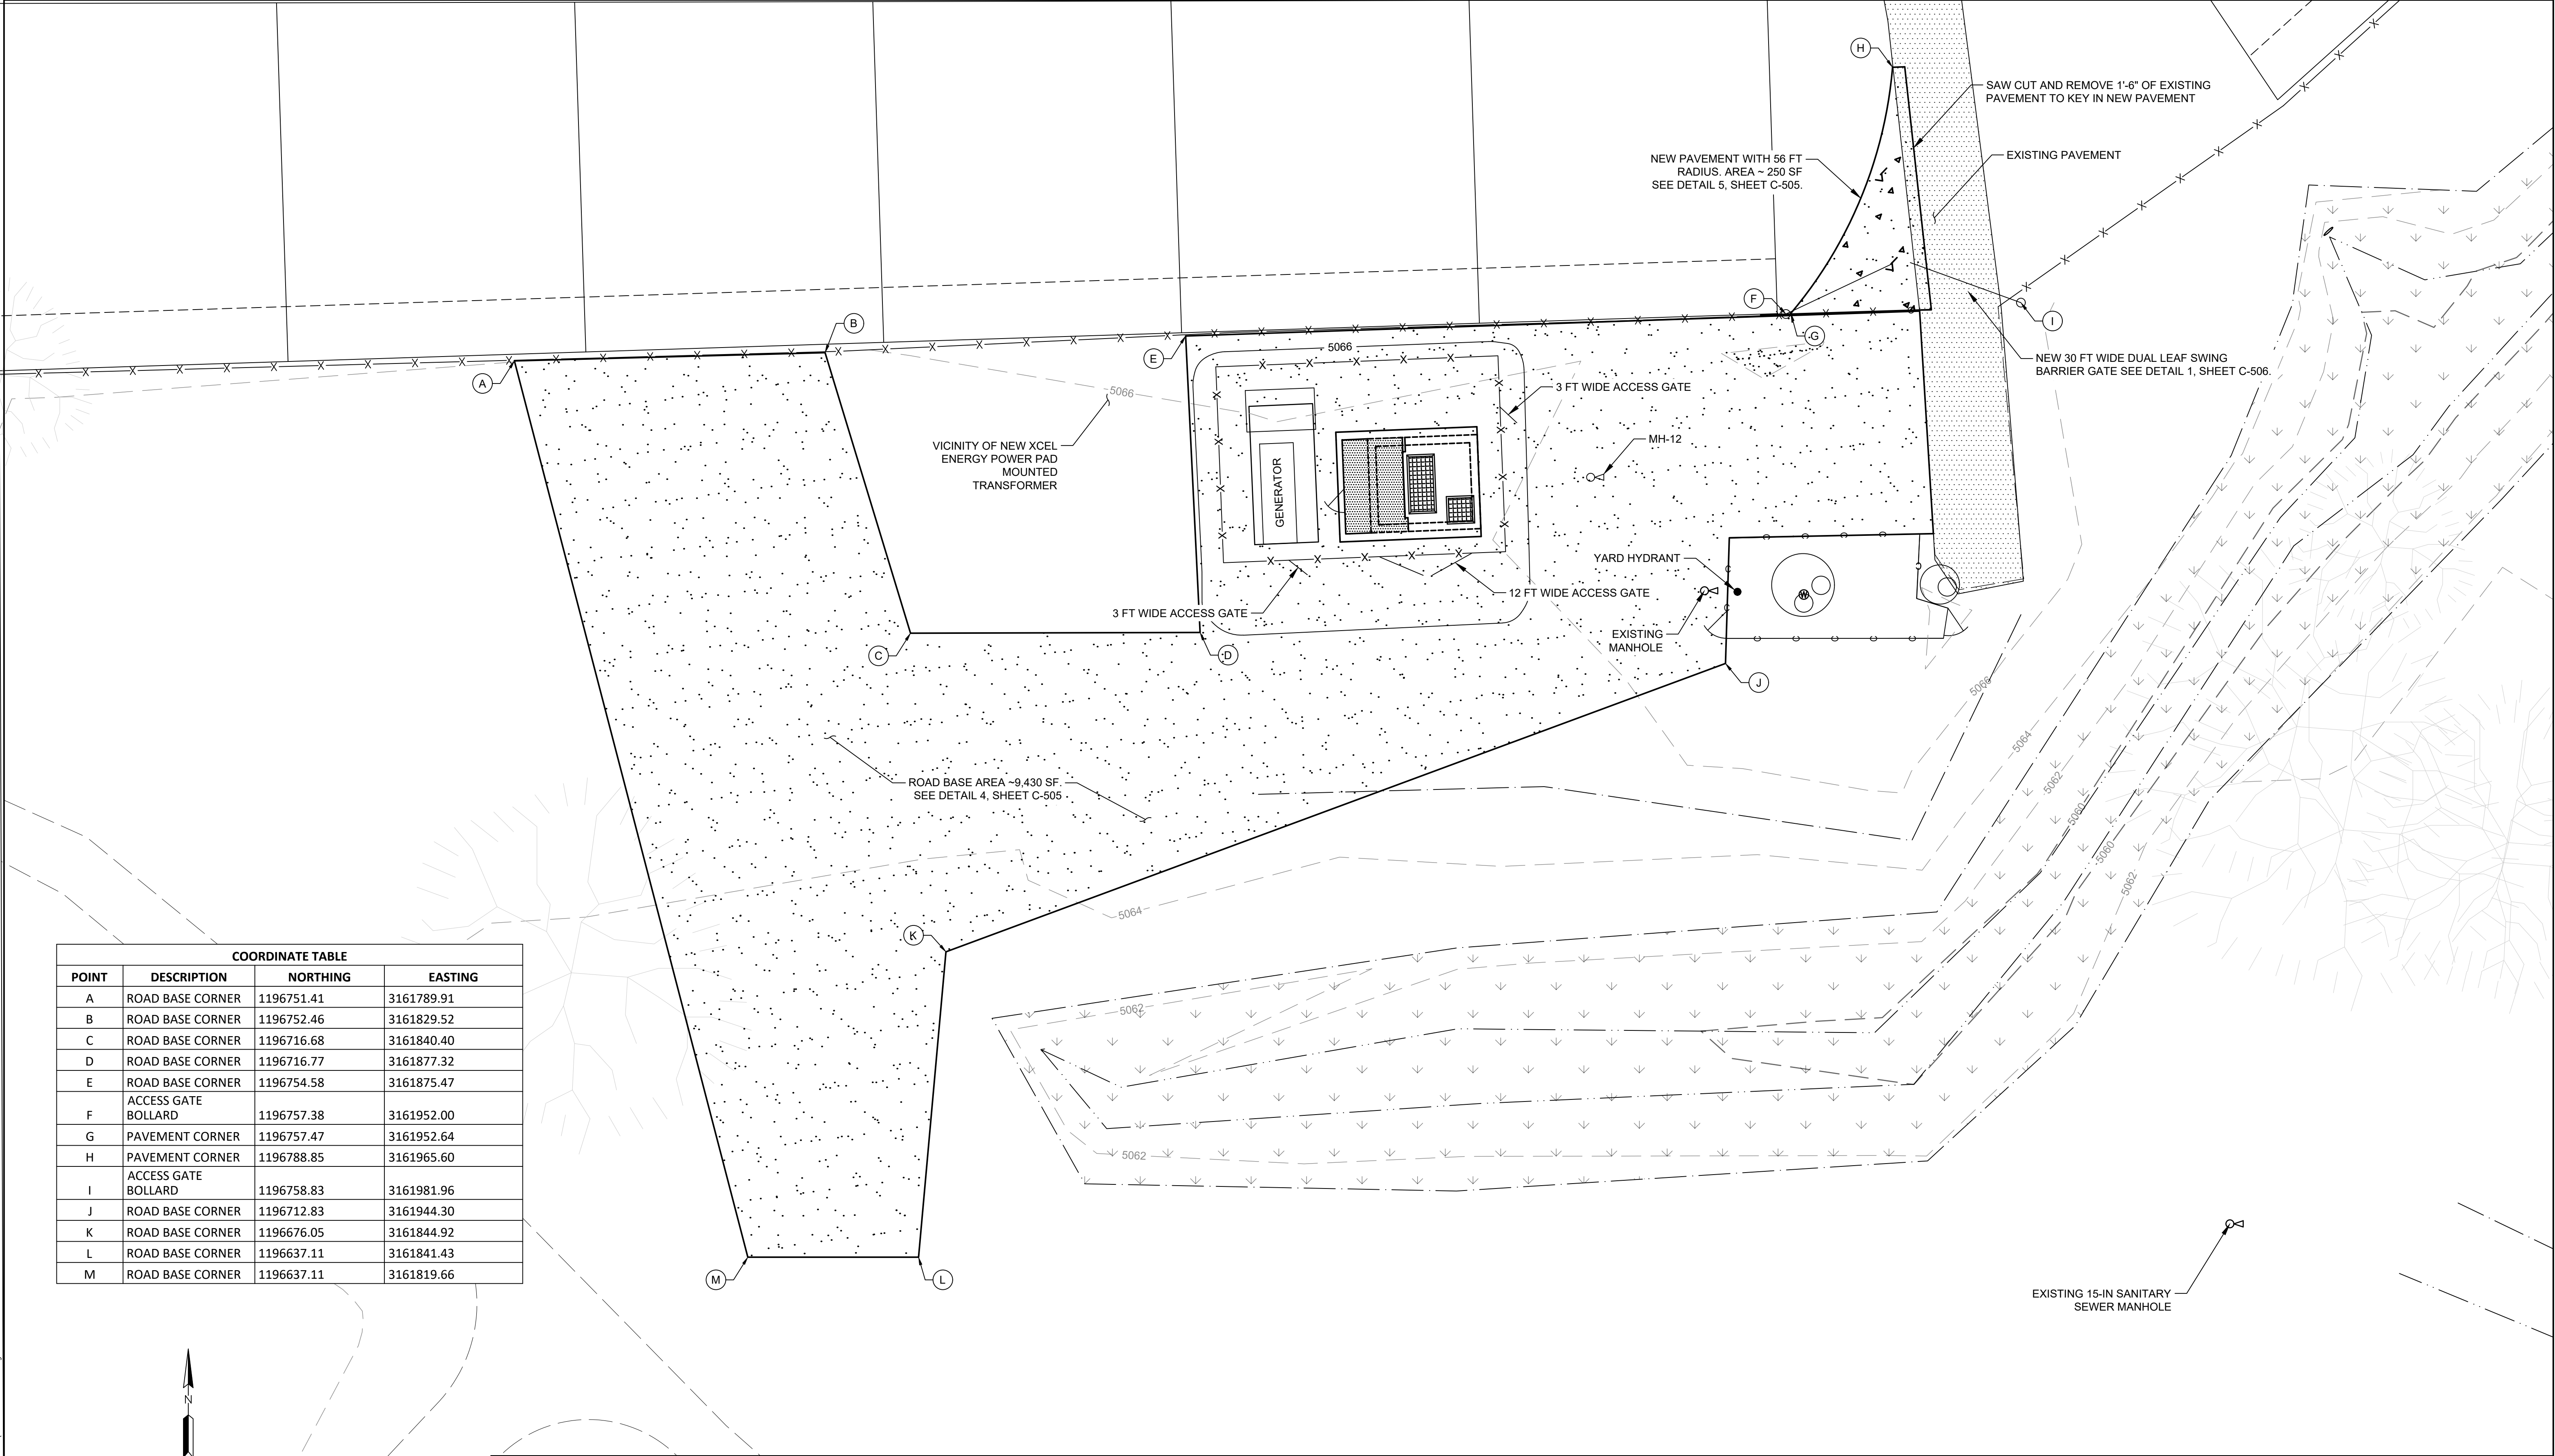 H
SAW CUT AND REMOVE 1'-6" OF EXISTING
PAVEMENT TO KEY IN NEW PAVEMENT
NEW PAVEMENT WITH 56 FT
RADIUS. AREA ~ 250 SF
SEE DETAIL 5, SHEET C-505.
EXISTING PAVEMENT
F
I
B
G
E
A
5066
NEW 30 FT WIDE DUAL LEAF SWING
BARRIER GATE SEE DETAIL 1, SHEET C-506.
5066
3 FT WIDE ACCESS GATE
VICINITY OF NEW XCEL
ENERGY POWER PAD
MOUNTED
TRANSFORMER
MH-12
GENERATOR
YARD HYDRANT
W
12 FT WIDE ACCESS GATE
3 FT WIDE ACCESS GATE
EXISTING
MANHOLE
C
D
J
5066
5064
5062
5060
5060
5062
ROAD BASE AREA ~9,430 SF.
SEE DETAIL 4, SHEET C-505
5064
K
5062
5062
M
L
COORDINATE TABLE
POINT DESCRIPTION NORTHING EASTING
A ROAD BASE CORNER 1196751.41 3161789.91
B ROAD BASE CORNER 1196752.46 3161829.52
C ROAD BASE CORNER 1196716.68 3161840.40
D ROAD BASE CORNER 1196716.77 3161877.32
E ROAD BASE CORNER 1196754.58 3161875.47
ACCESS GATE
F BOLLARD 1196757.38 3161952.00
G PAVEMENT CORNER 1196757.47 3161952.64
H PAVEMENT CORNER 1196788.85 3161965.60
ACCESS GATE
I BOLLARD 1196758.83 3161981.96
J ROAD BASE CORNER 1196712.83 3161944.30
K ROAD BASE CORNER 1196676.05 3161844.92
L ROAD BASE CORNER 1196637.11 3161841.43
M ROAD BASE CORNER 1196637.11 3161819.66
EXISTING 15-IN SANITARY
SEWER MANHOLE
N